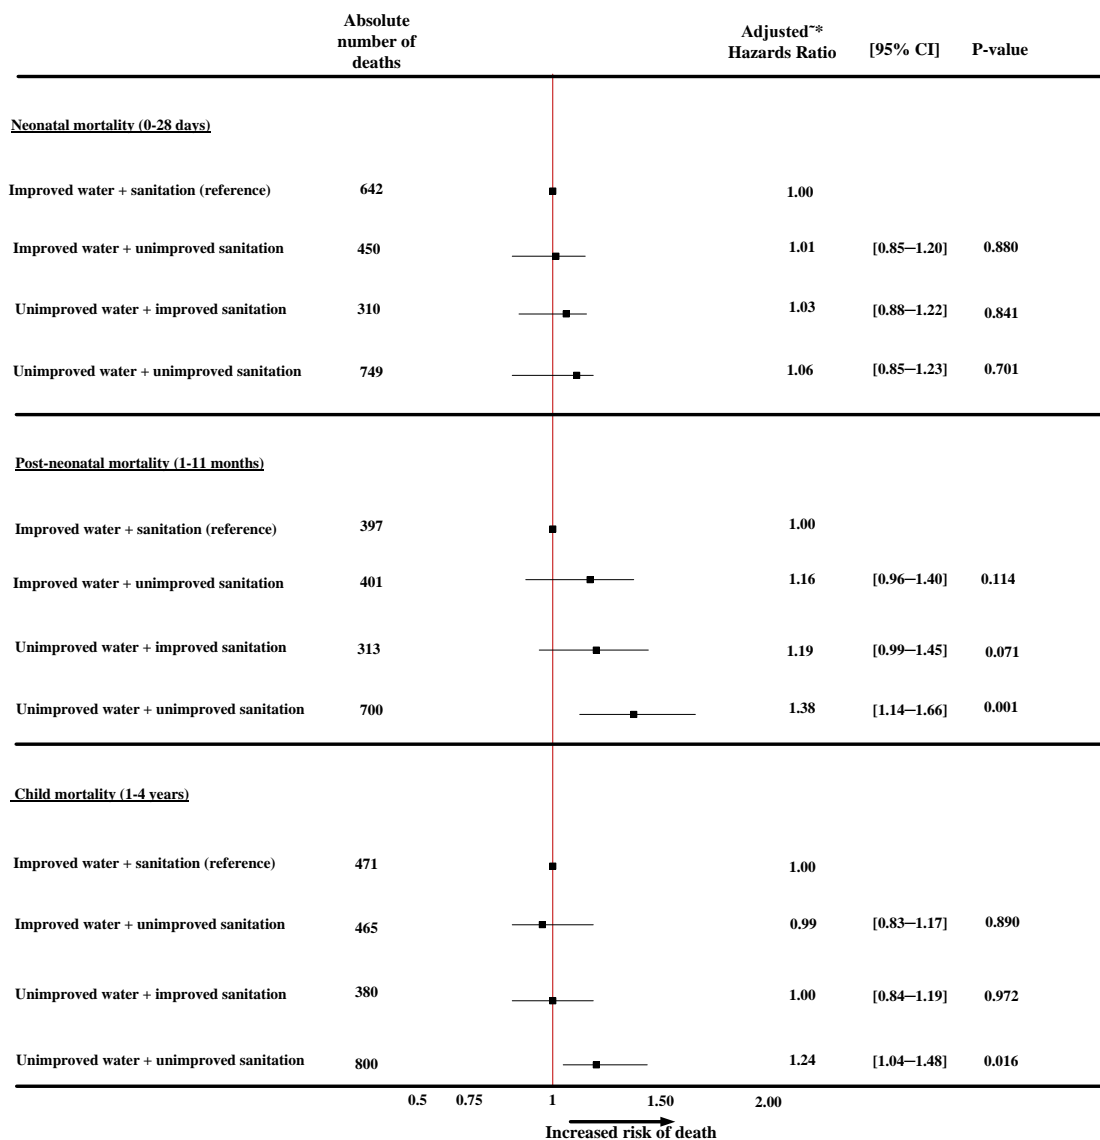 Absolute
number of
deaths
Adjusted~*
Hazards Ratio
[95% CI]
P-value
Neonatal mortality (0-28 days)
Improved water + sanitation (reference) 642 1.00
Improved water + unimproved sanitation 450 1.01 [0.85—1.20] 0.880
Unimproved water + improved sanitation 310 1.03 [0.88—1.22] 0.841
Unimproved water + unimproved sanitation 749 1.06 [0.85—1.23] 0.701
Post-neonatal mortality (1-11 months)
Improved water + sanitation (reference) 397 1.00
Improved water + unimproved sanitation 401 1.16 [0.96—1.40] 0.114
Unimproved water + improved sanitation 313 1.19 [0.99—1.45] 0.071
Unimproved water + unimproved sanitation 700 1.38 [1.14—1.66] 0.001
Child mortality (1-4 years)
Improved water + sanitation (reference) 471 1.00
Improved water + unimproved sanitation 465 0.99 [0.83—1.17] 0.890
Unimproved water + improved sanitation 380 1.00 [0.84—1.19] 0.972
Unimproved water + unimproved sanitation 800 1.24 [1.04—1.48] 0.016
0.5 0.75 1 1.50 2.00
Increased risk of death